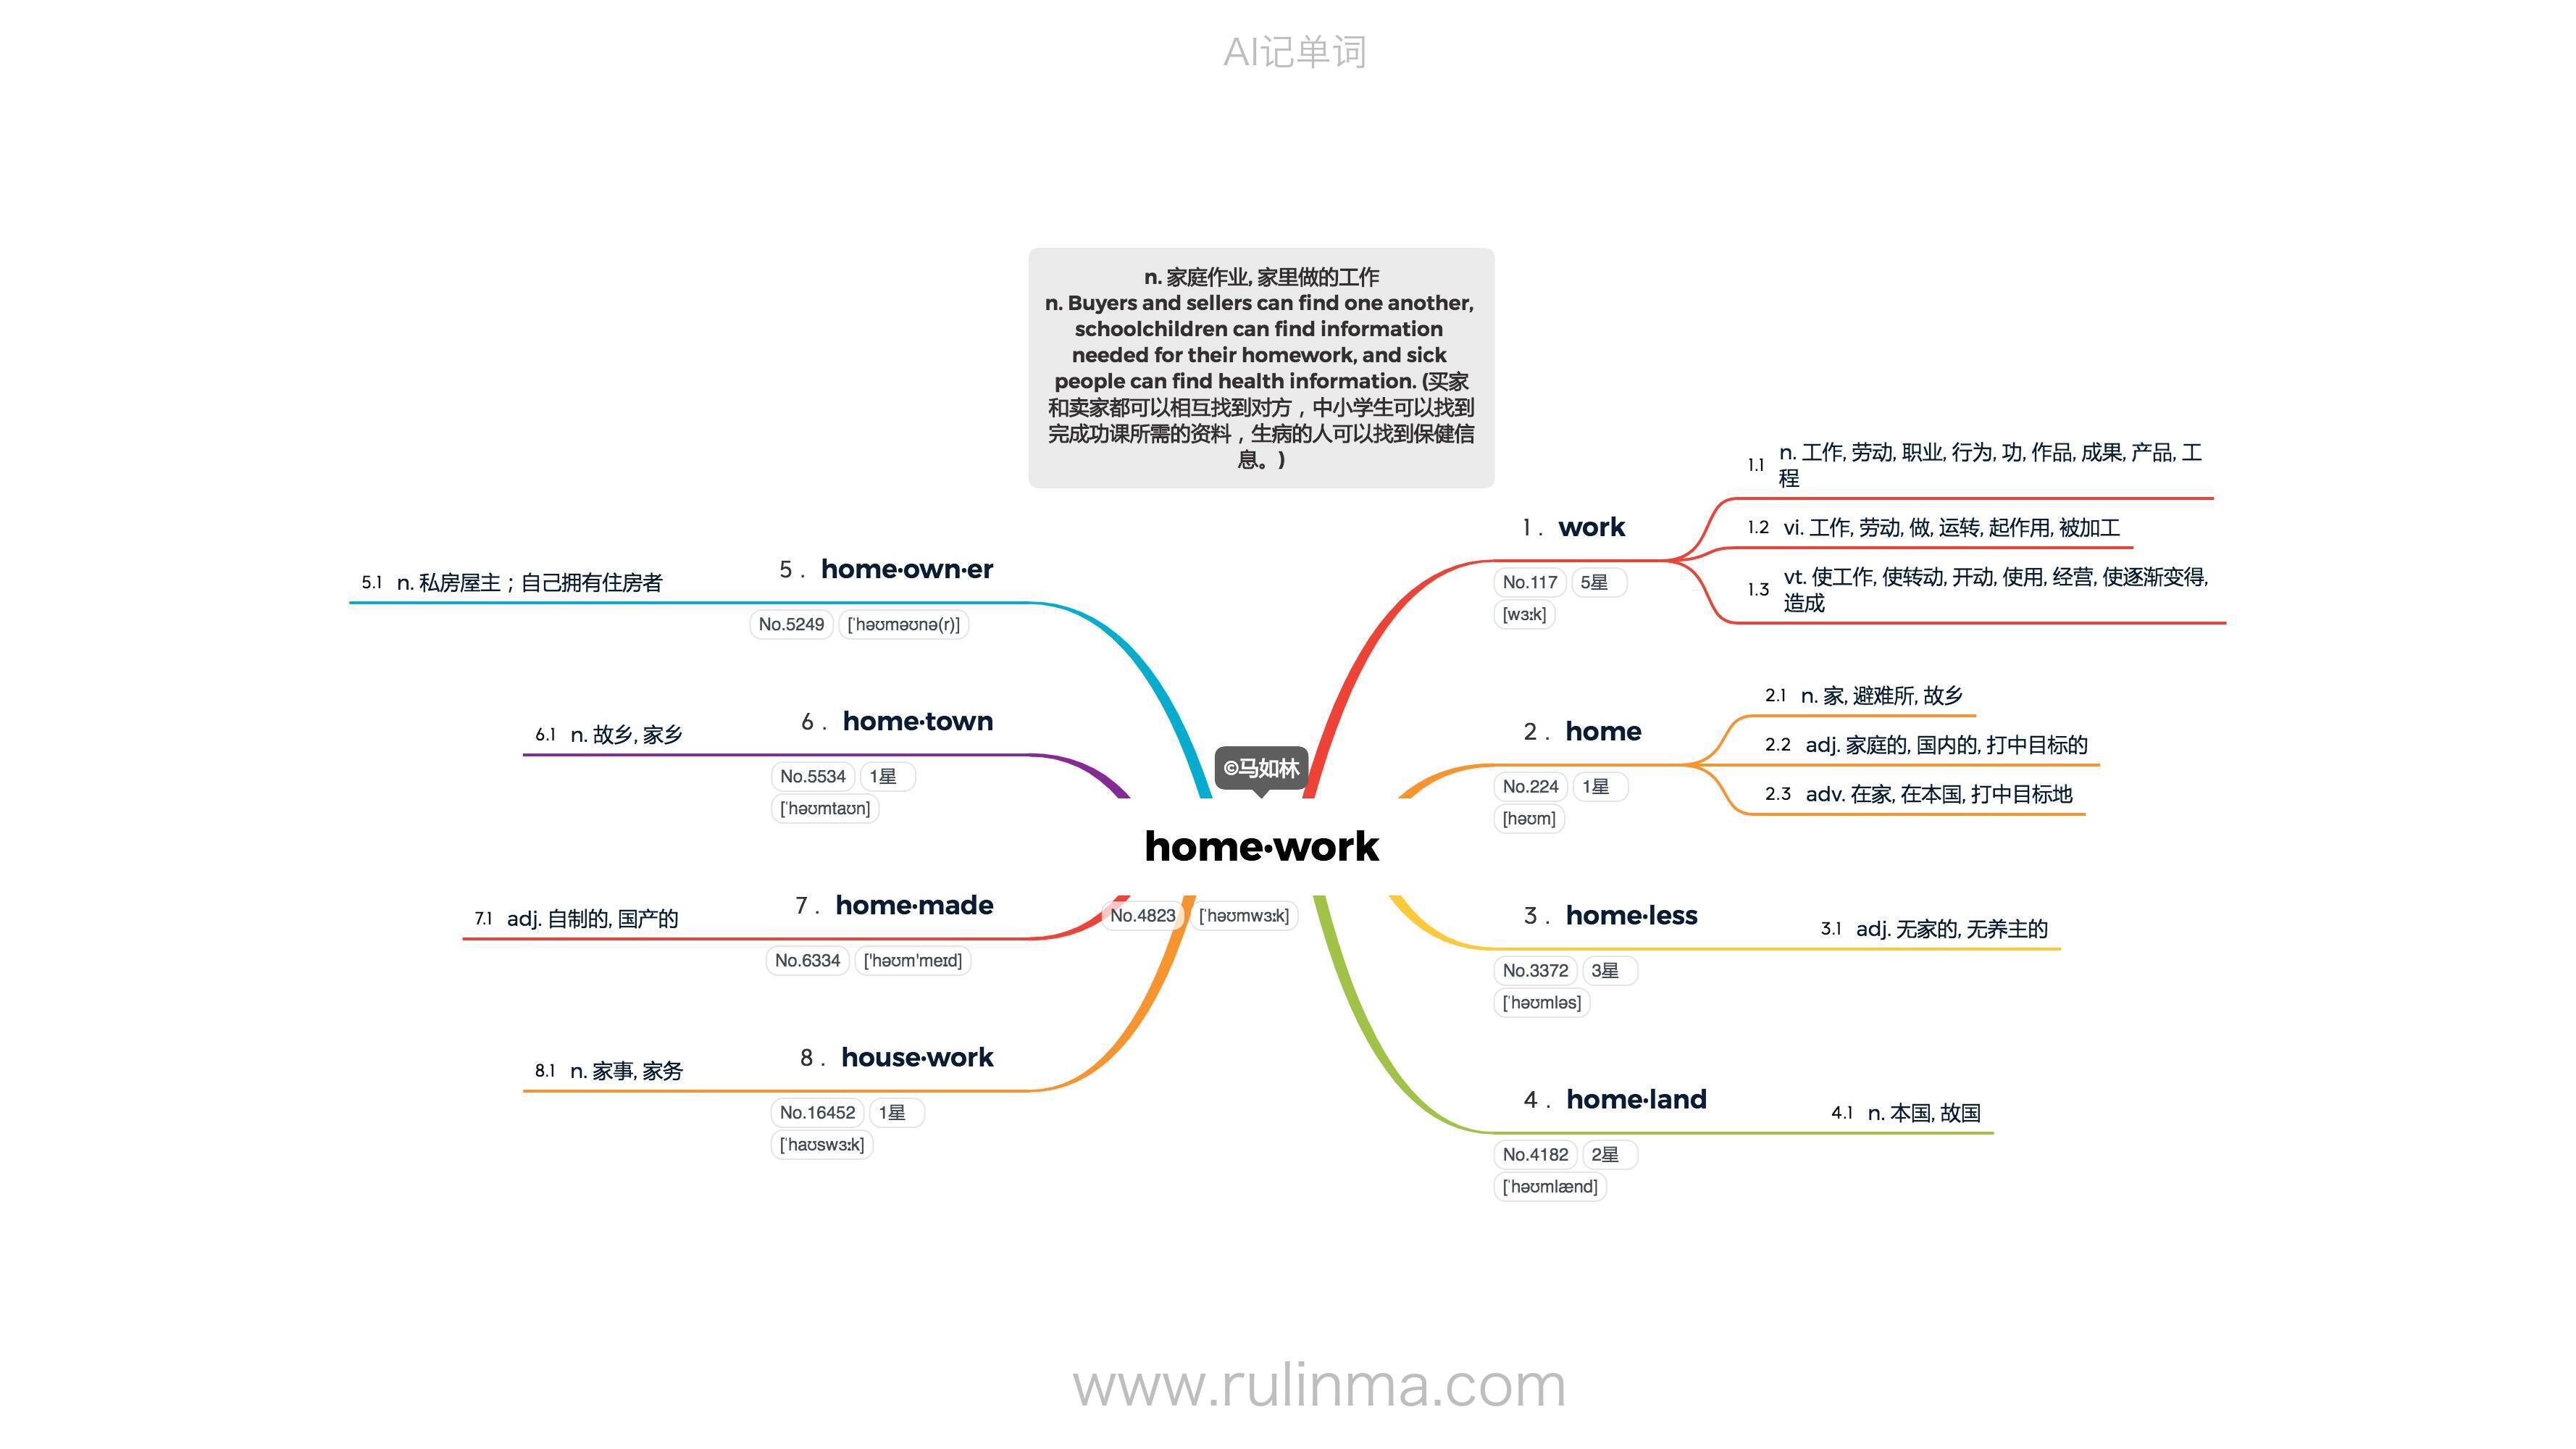 AI记单词
n. 家庭作业, 家里做的工作
n. Buyers and sellers can find one another,
schoolchildren can find information
needed for their homework, and sick
people can find health information. (买家
和卖家都可以相互找到对方，中小学生可以找到
完成功课所需的资料，生病的人可以找到保健信
息。)
©马如林
home·work
No.4823 [ˈhəʊmwɜːk]
1. work
No.117 5星
[wɜːk]
1.1 n. 工作, 劳动, 职业, 行为, 功, 作品, 成果, 产品, 工
程
1.2 vi. 工作, 劳动, 做, 运转, 起作用, 被加工
1.3 vt. 使工作, 使转动, 开动, 使用, 经营, 使逐渐变得,
造成
2. home
No.224 1星
[həʊm]
2.1 n. 家, 避难所, 故乡
2.2 adj. 家庭的, 国内的, 打中目标的
2.3 adv. 在家, 在本国, 打中目标地
3. home·less
No.3372 3星
[ˈhəʊmləs]
3.1 adj. 无家的, 无养主的
4. home·land
No.4182 2星
[ˈhəʊmlænd]
4.1 n. 本国, 故国
5. home·own·er
No.5249 [ˈhəʊməʊnə(r)]
5.1 n. 私房屋主；自己拥有住房者
6. home·town
No.5534 1星
[ˈhəʊmtaʊn]
6.1 n. 故乡, 家乡
7. home·made
No.6334 ['həʊm'meɪd]
7.1 adj. 自制的, 国产的
8. house·work
No.16452 1星
[ˈhaʊswɜːk]
8.1 n. 家事, 家务
www.rulinma.com